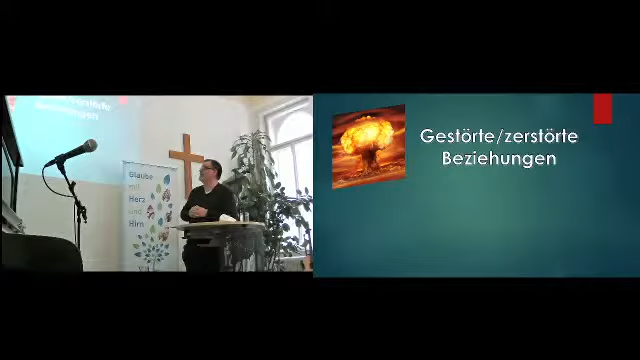 Glaube
mit
Herz
und
Hirn
Gestörte/zerstörte
Beziehungen